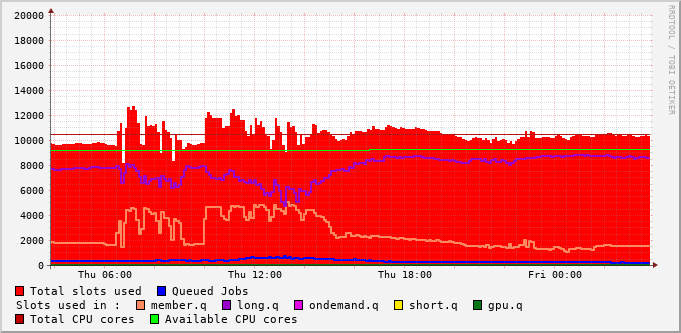 20000
18000
16000
14000
12000
10000
8000
6000
4000
2000
0
Thu 06:00 Thu 12:00 Thu 18:00 Fri 00:00
Total slots used Queued Jobs
Slots used in : member.q long.q ondemand.q short.q gpu.q
Total CPU cores Available CPU cores
RRDTOOL / TOBI OETIKER